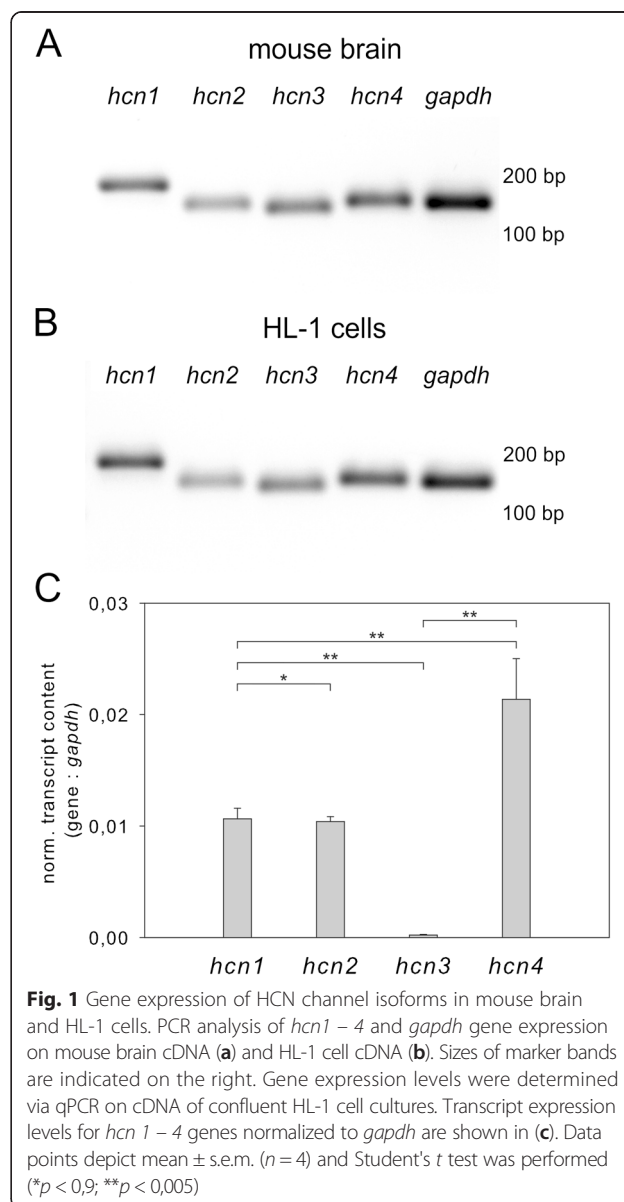 A
mouse brain
hcn1 hcn2 hcn3 hcn4 gapdh
200 bp
100 bp
B
HL-1 cells
hcn1 hcn2 hcn3 hcn4 gapdh
200 bp
100 bp
C
norm. transcript content
(gene : gapdh)
0,03
0,02
0,01
0,00
**
**
**
*
hcn1 hcn2 hcn3 hcn4
Fig. 1 Gene expression of HCN channel isoforms in mouse brain
and HL-1 cells. PCR analysis of hcn1 – 4 and gapdh gene expression
on mouse brain cDNA (a) and HL-1 cell cDNA (b). Sizes of marker bands
are indicated on the right. Gene expression levels were determined
via qPCR on cDNA of confluent HL-1 cell cultures. Transcript expression
levels for hcn 1 – 4 genes normalized to gapdh are shown in (c). Data
points depict mean ± s.e.m. (n = 4) and Student's t test was performed
(*p < 0,9; **p < 0,005)